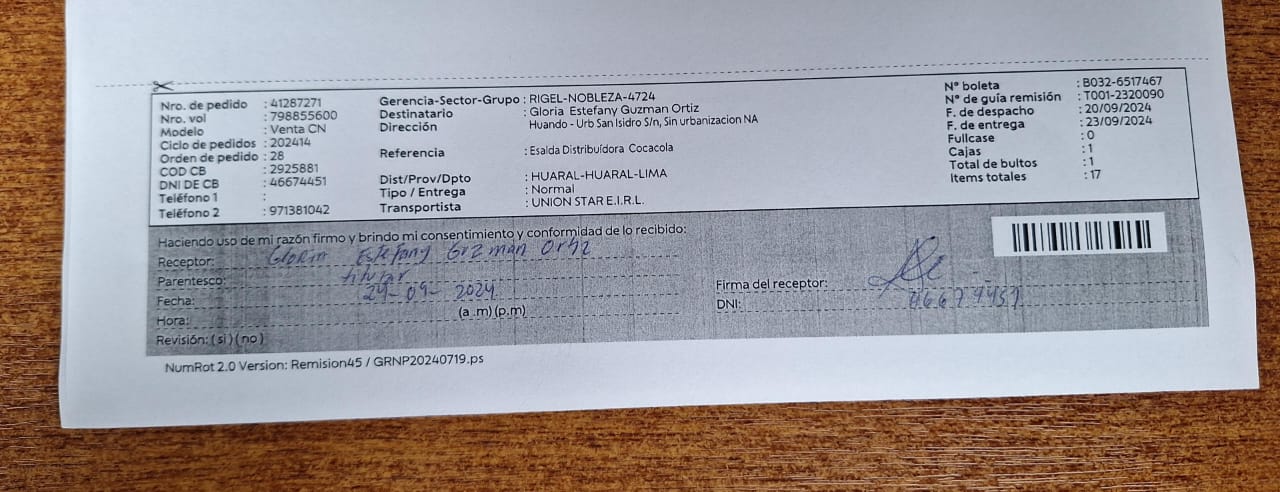 Nro. de pedido : 41287271
Nro. vol : 798855600
Modelo : Venta CN
Ciclo de pedidos : 202414
Orden de pedido : 28
COD CB : 2925881
DNI DE CB : 46674451
Teléfono 1 :
Teléfono 2 : 971381042
Gerencia-Sector-Grupo : RIGEL-NOBLEZA-4724
Destinatario : Gloria Estefany Guzman Ortiz
Dirección Huando - Urb San Isidro S/n, Sin urbanizacion NA
Referencia : Esalda Distribuídora Cocacola
Dist/Prov/Dpto : HUARAL-HUARAL-LIMA
Tipo / Entrega : Normal
Transportista : UNION STAR E.I.R.L.
N° boleta : B032-6517467
N° de guía remisión : T001-2320090
F. de despacho : 20/09/2024
F. de entrega : 23/09/2024
Fullcase : 0
Cajas : 1
Total de bultos : 1
Items totales : 17
Haciendo uso de mi razón firmo y brindo mi consentimiento y conformidad de lo recibido:
Receptor: Gloria Estefany Guzman Ortiz
Parentesco: titular
Fecha: 24-09-2024
Hora: (a .m) (p.m)
Revisión: ( si ) ( no )
Firma del receptor:
DNI: 46674451
NumRot 2.0 Version: Remision45 / GRNP20240719.ps